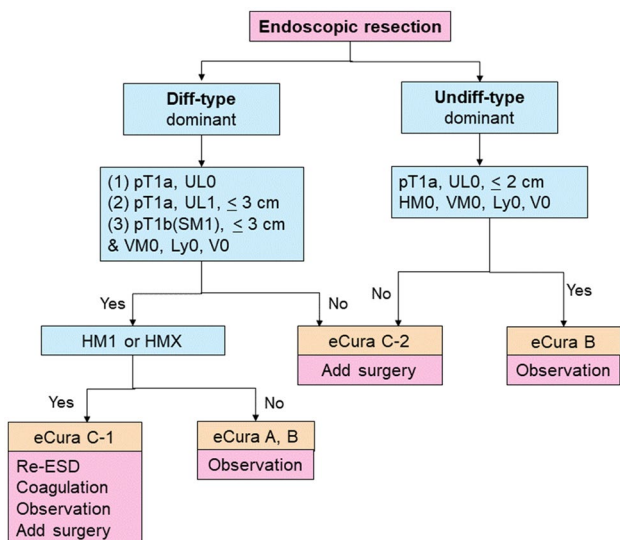 Endoscopic resection
Diff-type
dominant
Undiff-type
dominant
(1) pT1a, UL0
(2) pT1a, UL1, ≤ 3 cm
(3) pT1b(SM1), ≤ 3 cm
& VM0, Ly0, V0
pT1a, UL0, ≤ 2 cm
HM0, VM0, Ly0, V0
Yes
No
No
Yes
HM1 or HMX
eCura C-2
Add surgery
eCura B
Observation
Yes
No
eCura C-1
Re-ESD
Coagulation
Observation
Add surgery
eCura A, B
Observation